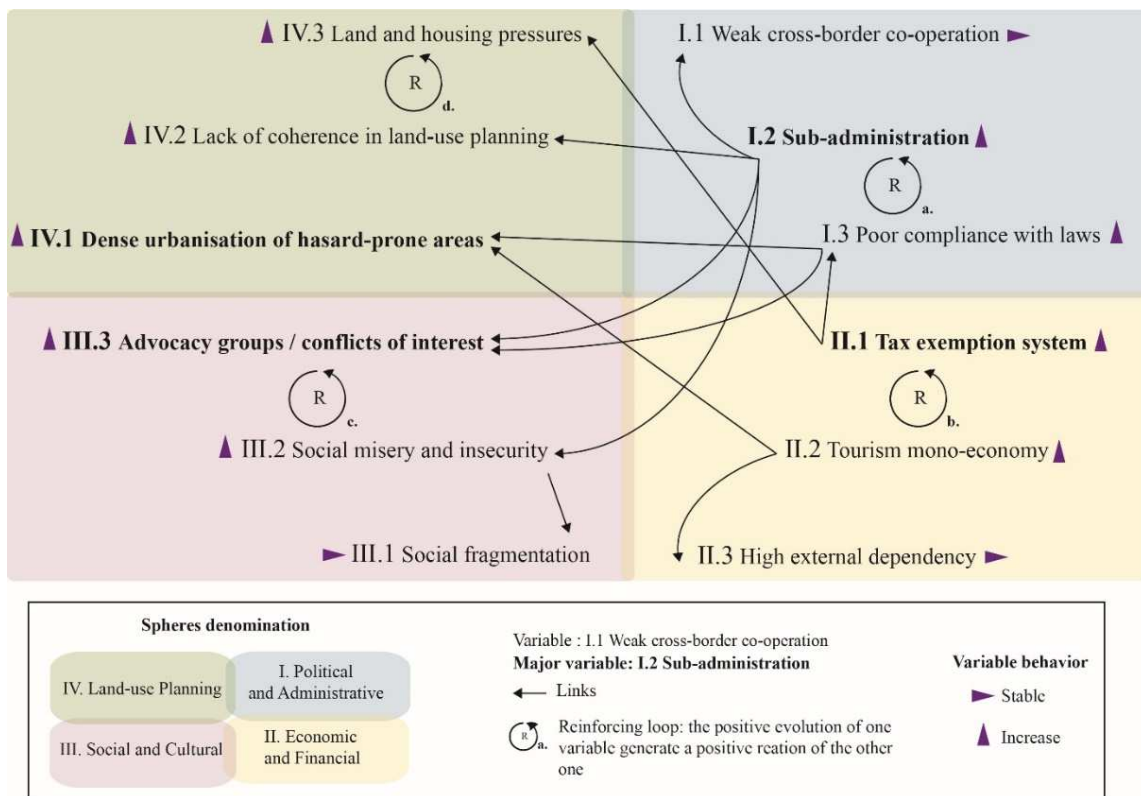 IV.3 Land and housing pressures
R
d.
IV.2 Lack of coherence in land-use planning
IV.1 Dense urbanisation of hasard-prone areas
I.1 Weak cross-border co-operation
I.2 Sub-administration
R
a.
I.3 Poor compliance with laws
III.3 Advocacy groups / conflicts of interest
R
c.
III.2 Social misery and insecurity
III.1 Social fragmentation
II.1 Tax exemption system
R
b.
II.2 Tourism mono-economy
II.3 High external dependency
Spheres denomination
IV. Land-use Planning
I. Political
and Administrative
III. Social and Cultural
II. Economic
and Financial
Variable : I.1 Weak cross-border co-operation
Major variable: I.2 Sub-administration
Links
R
a.
Reinforcing loop: the positive evolution of one
variable generate a positive reation of the other
one
Variable behavior
Stable
Increase